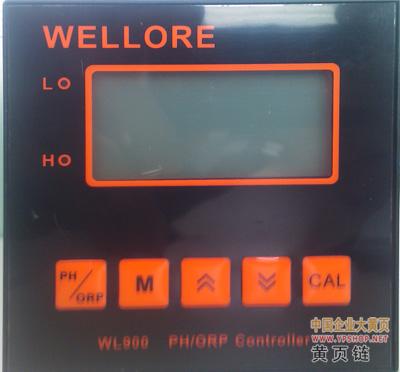 WELLORE
LO
HO
PH/ORP M CAL
WL900 PH/ORP Controller
中国企业大黄页
WWW.YPSHOP.NET
黄页链